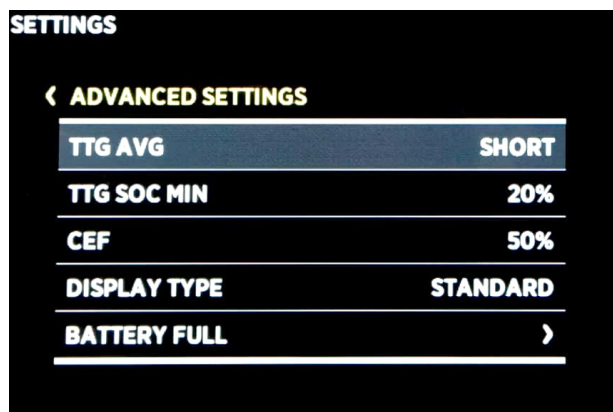 SETTINGS
‹ ADVANCED SETTINGS
TTG AVG SHORT
TTG SOC MIN 20%
CEF 50%
DISPLAY TYPE STANDARD
BATTERY FULL ›